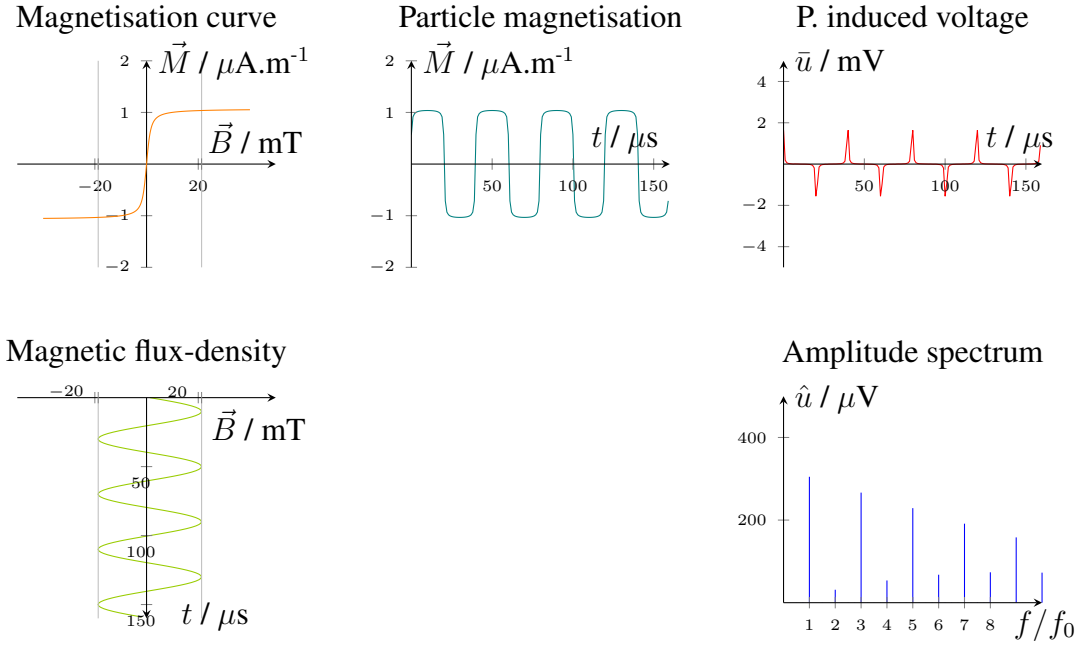 Magnetisation curve
2
M⃗ / μA.m-1
1
B⃗ / mT
−20
20
−1
−2
Particle magnetisation
2
M⃗ / μA.m-1
1
t / μs
50
100
150
−1
−2
P. induced voltage
4
ū / mV
2
t / μs
50
100
150
−2
−4
Magnetic flux-density
−20
20
B⃗ / mT
50
100
150
t / μs
Amplitude spectrum
û / μV
400
200
1 2 3 4 5 6 7 8
f/f0